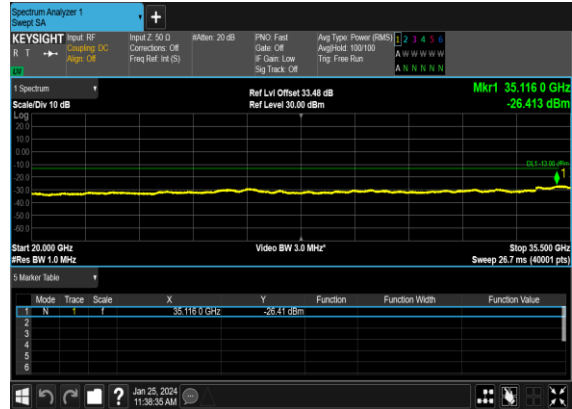 Spectrum Analyzer 1
Swept SA
+
KEYSIGHT Input: RF Input Z: 50 Ω #Atten: 20 dB PNO: Fast Avg Type: Power (RMS) 1 2 3 4 5 6
R T Coupling: DC Corrections: Off Gate: Off Avg|Hold: 100/100 A W W W W W
Align: Off Freq Ref: Int (S) IF Gain: Low Trig: Free Run
Sig Track: Off A N N N N N
1 Spectrum Ref Lvl Offset 33.48 dB Mkr1 35.116 0 GHz
Scale/Div 10 dB Ref Level 30.00 dBm -26.413 dBm
Log
20.0
10.0
0.00
-10.0
DL1 -13.00 dBm
1
-20.0
-30.0
-40.0
-50.0
-60.0
Start 20.000 GHz Video BW 3.0 MHz* Stop 35.500 GHz
#Res BW 1.0 MHz Sweep 26.7 ms (40001 pts)
5 Marker Table
Mode Trace Scale X Y Function Function Width Function Value
1 N 1 f 35.116 0 GHz -26.41 dBm
2
3
4
5
6
? Jan 25, 2024
11:38:35 AM